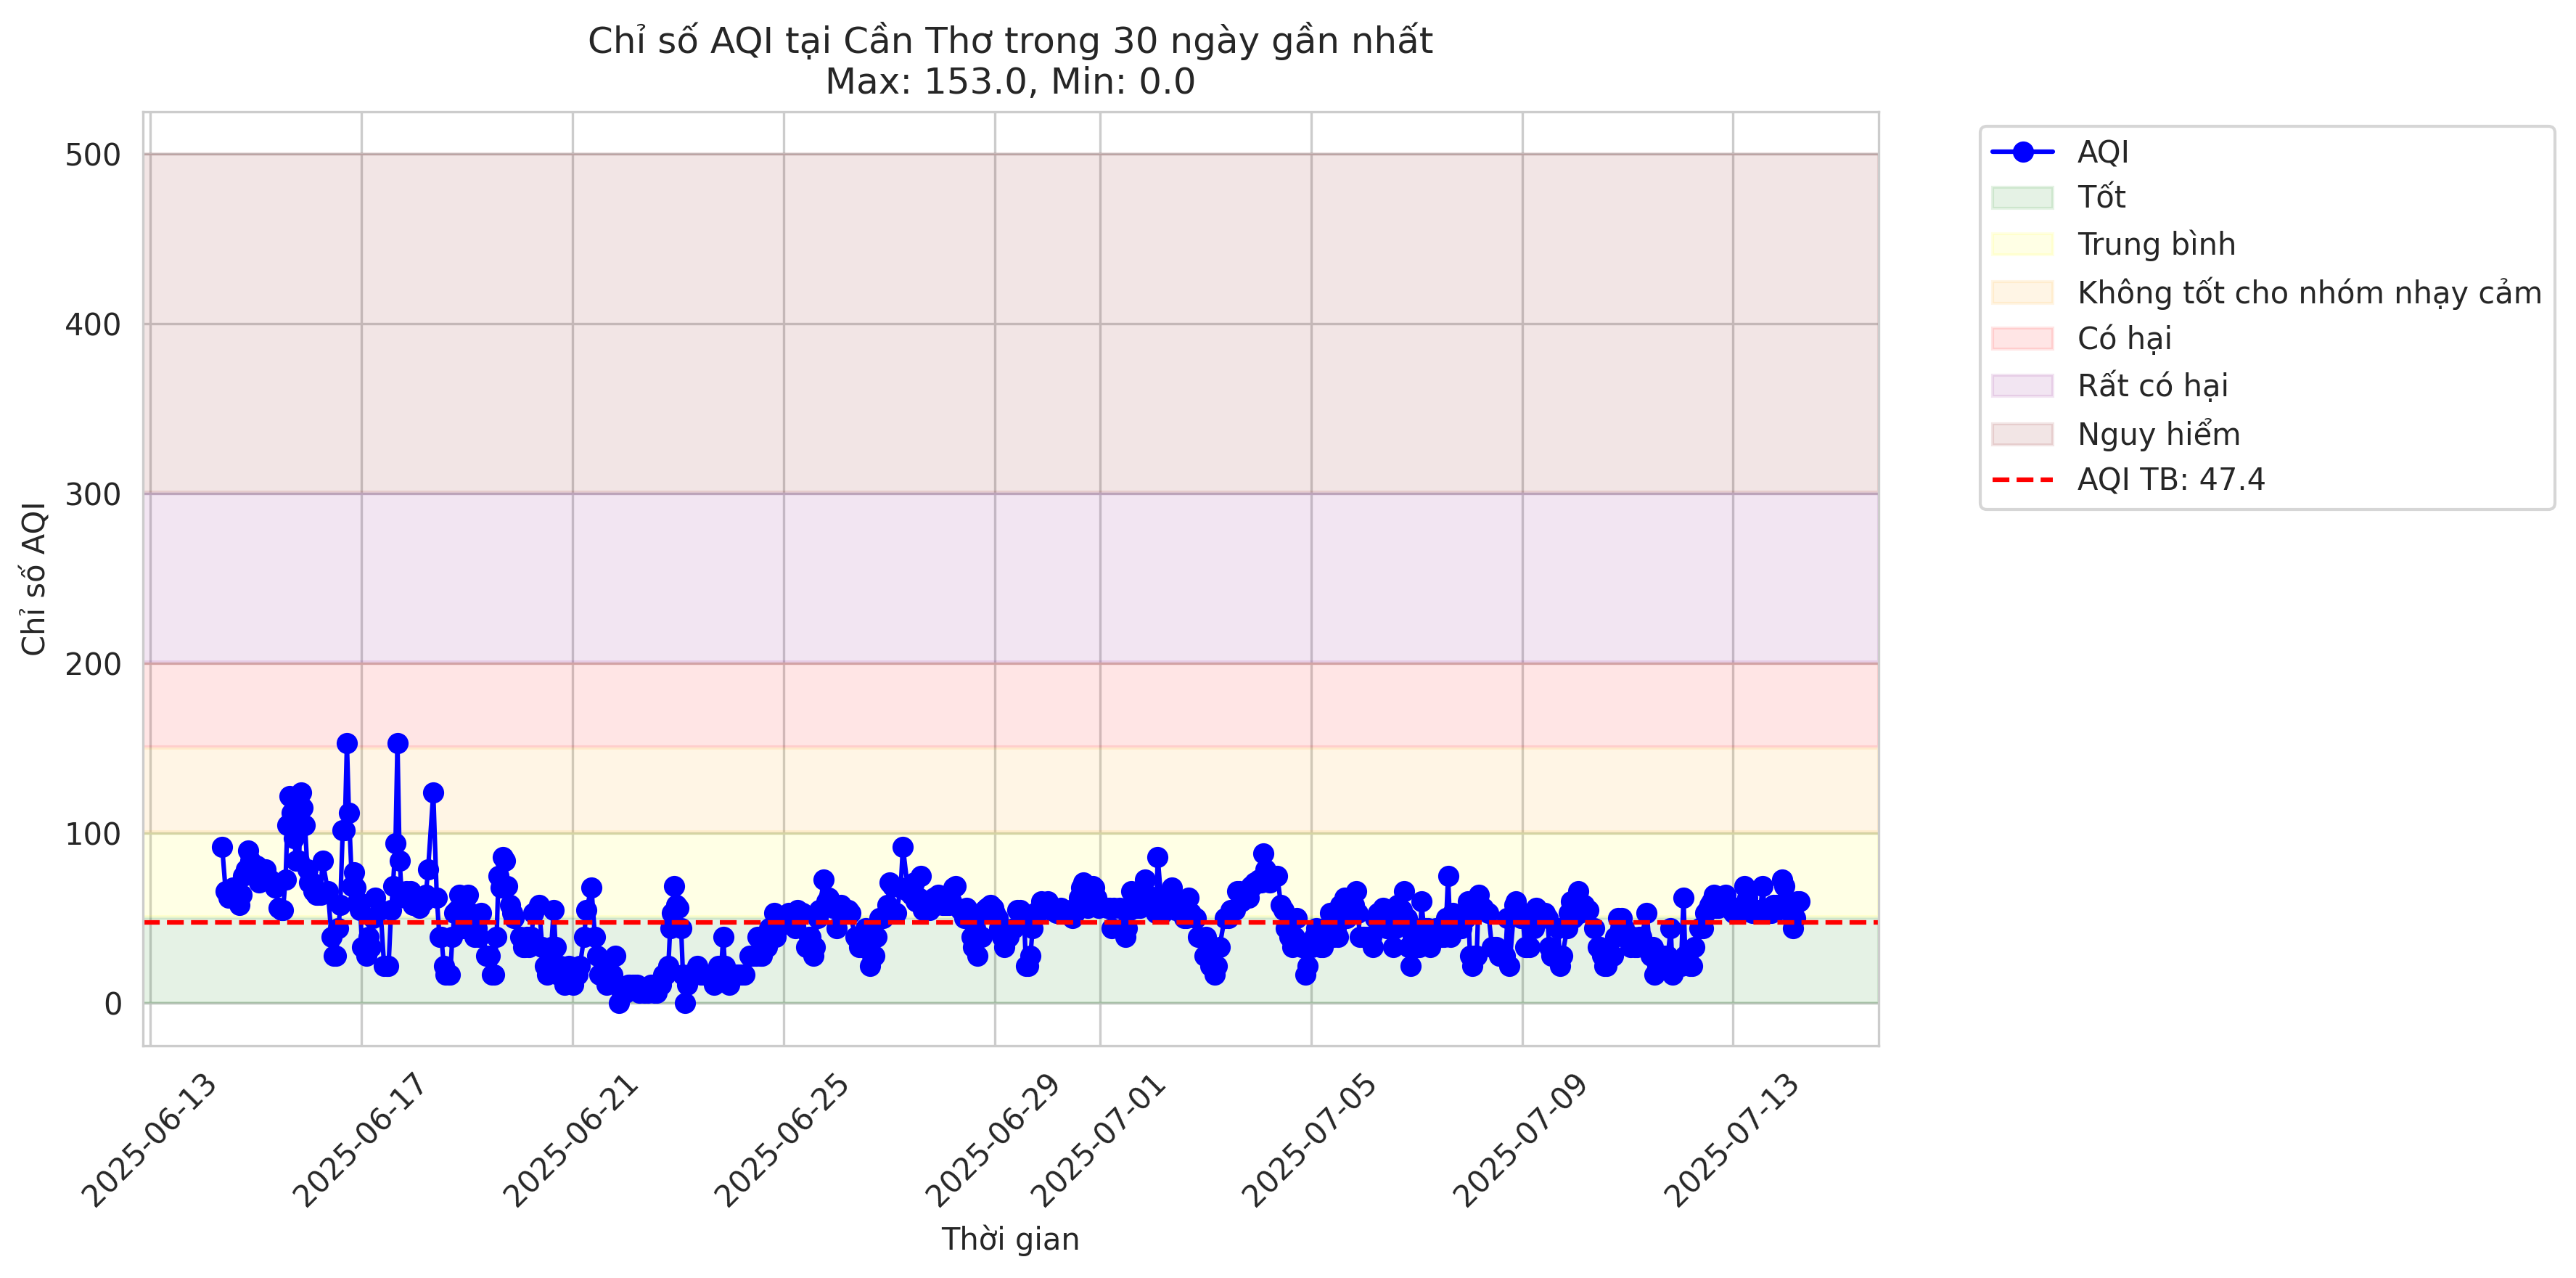 Chỉ số AQI tại Cần Thơ trong 30 ngày gần nhất
Max: 153.0, Min: 0.0
Chỉ số AQI
500
400
300
200
100
0
2025-06-13
2025-06-17
2025-06-21
2025-06-25
2025-06-29
2025-07-01
2025-07-05
2025-07-09
2025-07-13
Thời gian
AQI
Tốt
Trung bình
Không tốt cho nhóm nhạy cảm
Có hại
Rất có hại
Nguy hiểm
AQI TB: 47.4